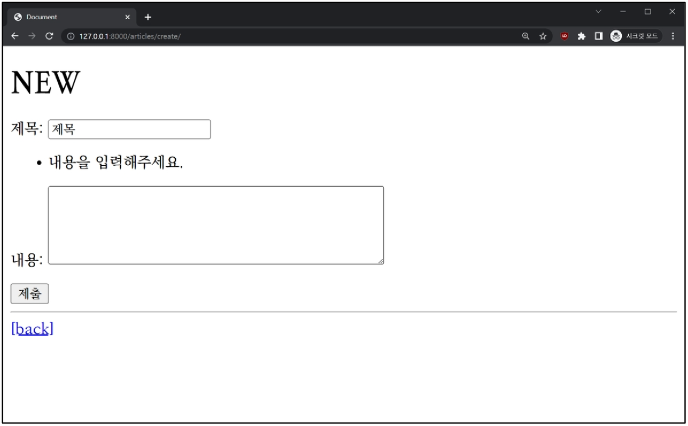 Document
127.0.0.1:8000/articles/create/
시크릿 모드
NEW
제목: 제목
• 내용을 입력해주세요.
내용:
제출
[back]